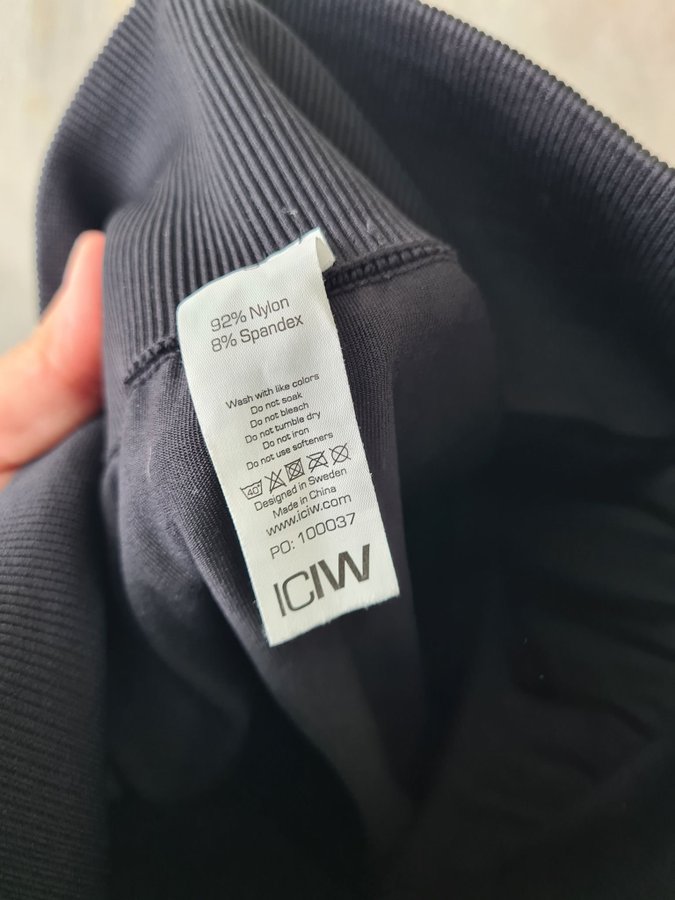 92% Nylon
8% Spandex
Wash with like colors
Do not soak
Do not bleach
Do not tumble dry
Do not iron
Do not use softeners
40°
Designed in Sweden
Made in China
www.iciw.com
PO: 100037
ICIW